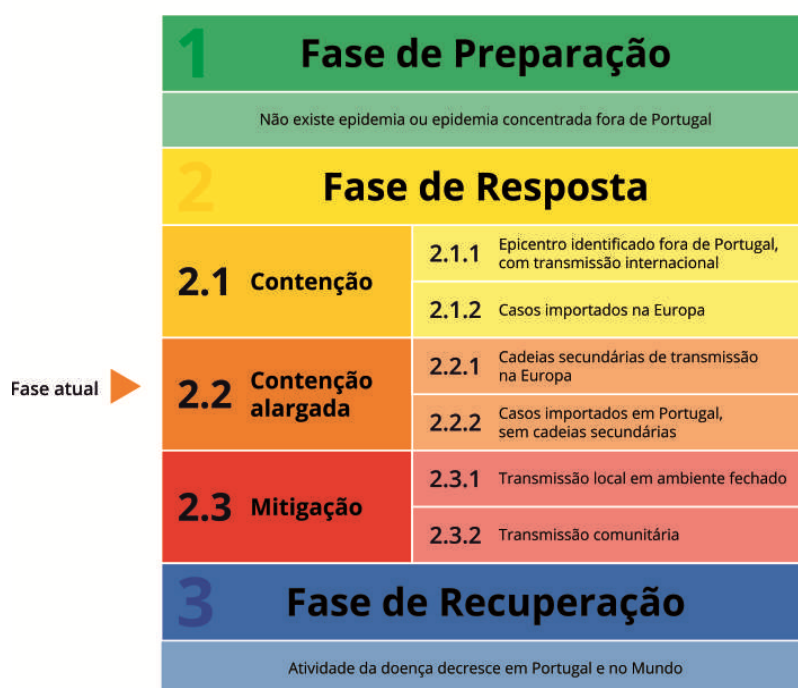 1 Fase de Preparação
Não existe epidemia ou epidemia concentrada fora de Portugal
2 Fase de Resposta
2.1 Contenção
2.1.1 Epicentro identificado fora de Portugal,
com transmissão internacional
2.1.2 Casos importados na Europa
Fase atual
2.2 Contenção
alargada
2.2.1 Cadeias secundárias de transmissão
na Europa
2.2.2 Casos importados em Portugal,
sem cadeias secundárias
2.3 Mitigação
2.3.1 Transmissão local em ambiente fechado
2.3.2 Transmissão comunitária
3 Fase de Recuperação
Atividade da doença decresce em Portugal e no Mundo